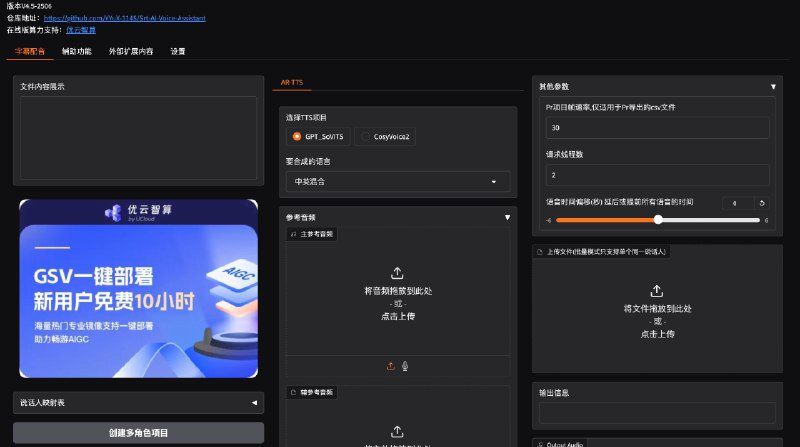 版本V4.5-2506
仓库地址: https://github.com/YYuX-1145/Srt-AI-Voice-Assistant
在线版算力支持: 优云智算
字幕配音
辅助功能
外部扩展内容
设置
文件内容展示
优云智算
by UCloud
GSV一键部署
新用户免费10小时
海量热门专业镜像支持一键部署
助力畅游AIGC
AIGC
说话人映射表
创建多角色项目
AR-TTS
选择TTS项目
GPT_SoVITS
CosyVoice2
要合成的语言
中英混合
参考音频
主参考音频
将音频拖放到此处
- 或 -
点击上传
辅参考音频
其他参数
Pr项目帧速率,仅适用于Pr导出的csv文件
30
请求线程数
2
语音时间偏移(秒) 延后或提前所有语音的时间
0
-6
6
上传文件(批量模式只支持单个同一说话人)
将文件拖放到此处
- 或 -
点击上传
输出信息
Output Audio